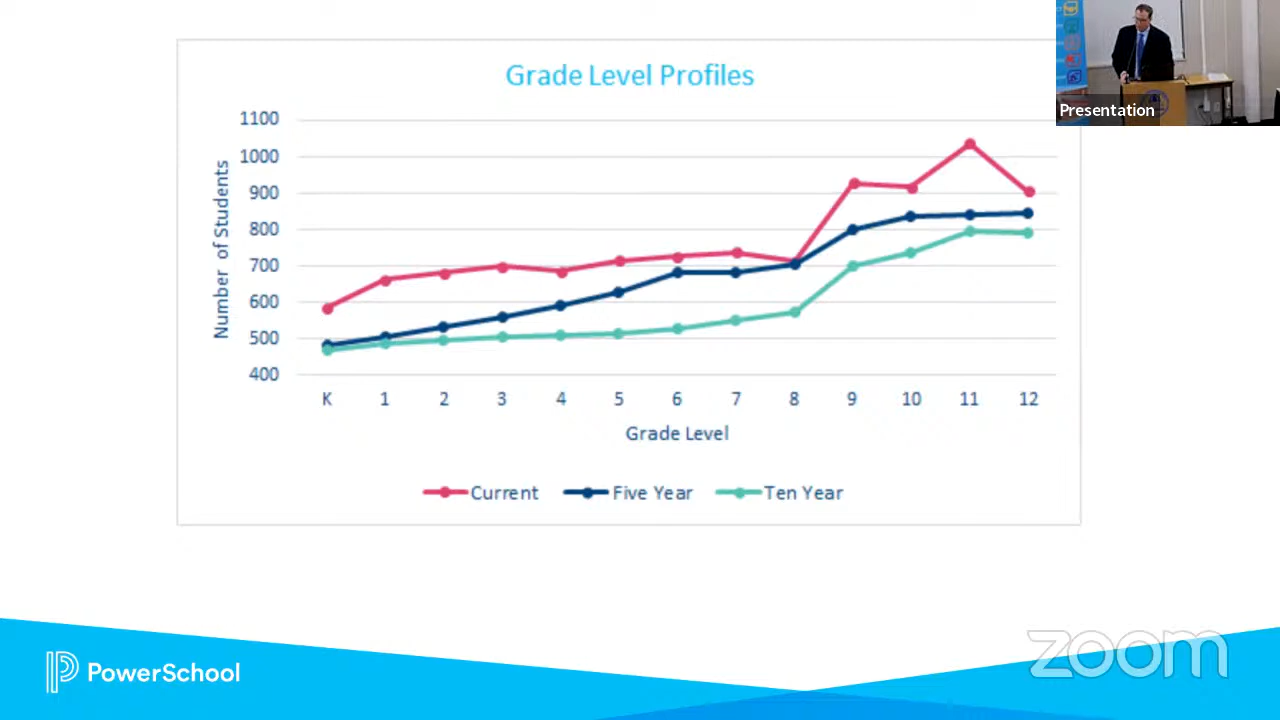 Grade Level Profiles
Number of Students
1100
1000
900
800
700
600
500
400
K 1 2 3 4 5 6 7 8 9 10 11 12
Grade Level
Current Five Year Ten Year
Presentation
PowerSchool
zoom